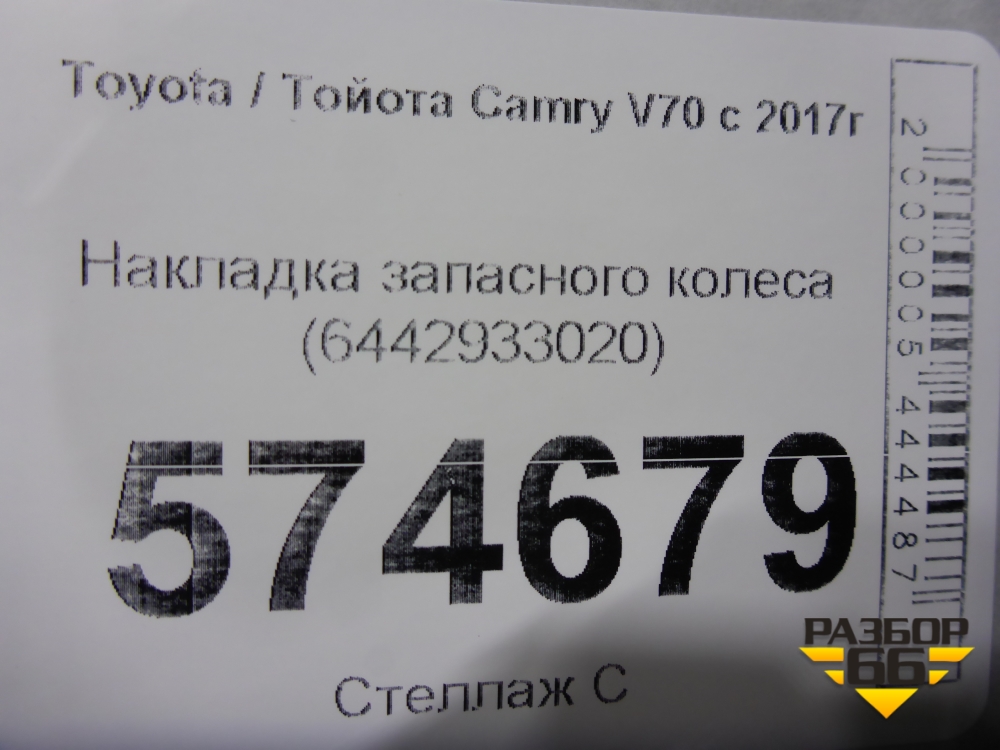 Toyota / Тойота Camry V70 с 2017г
Накладка запасного колеса
(6442933020)
574679
Стеллаж С
2000005444487
РАЗБОР
66